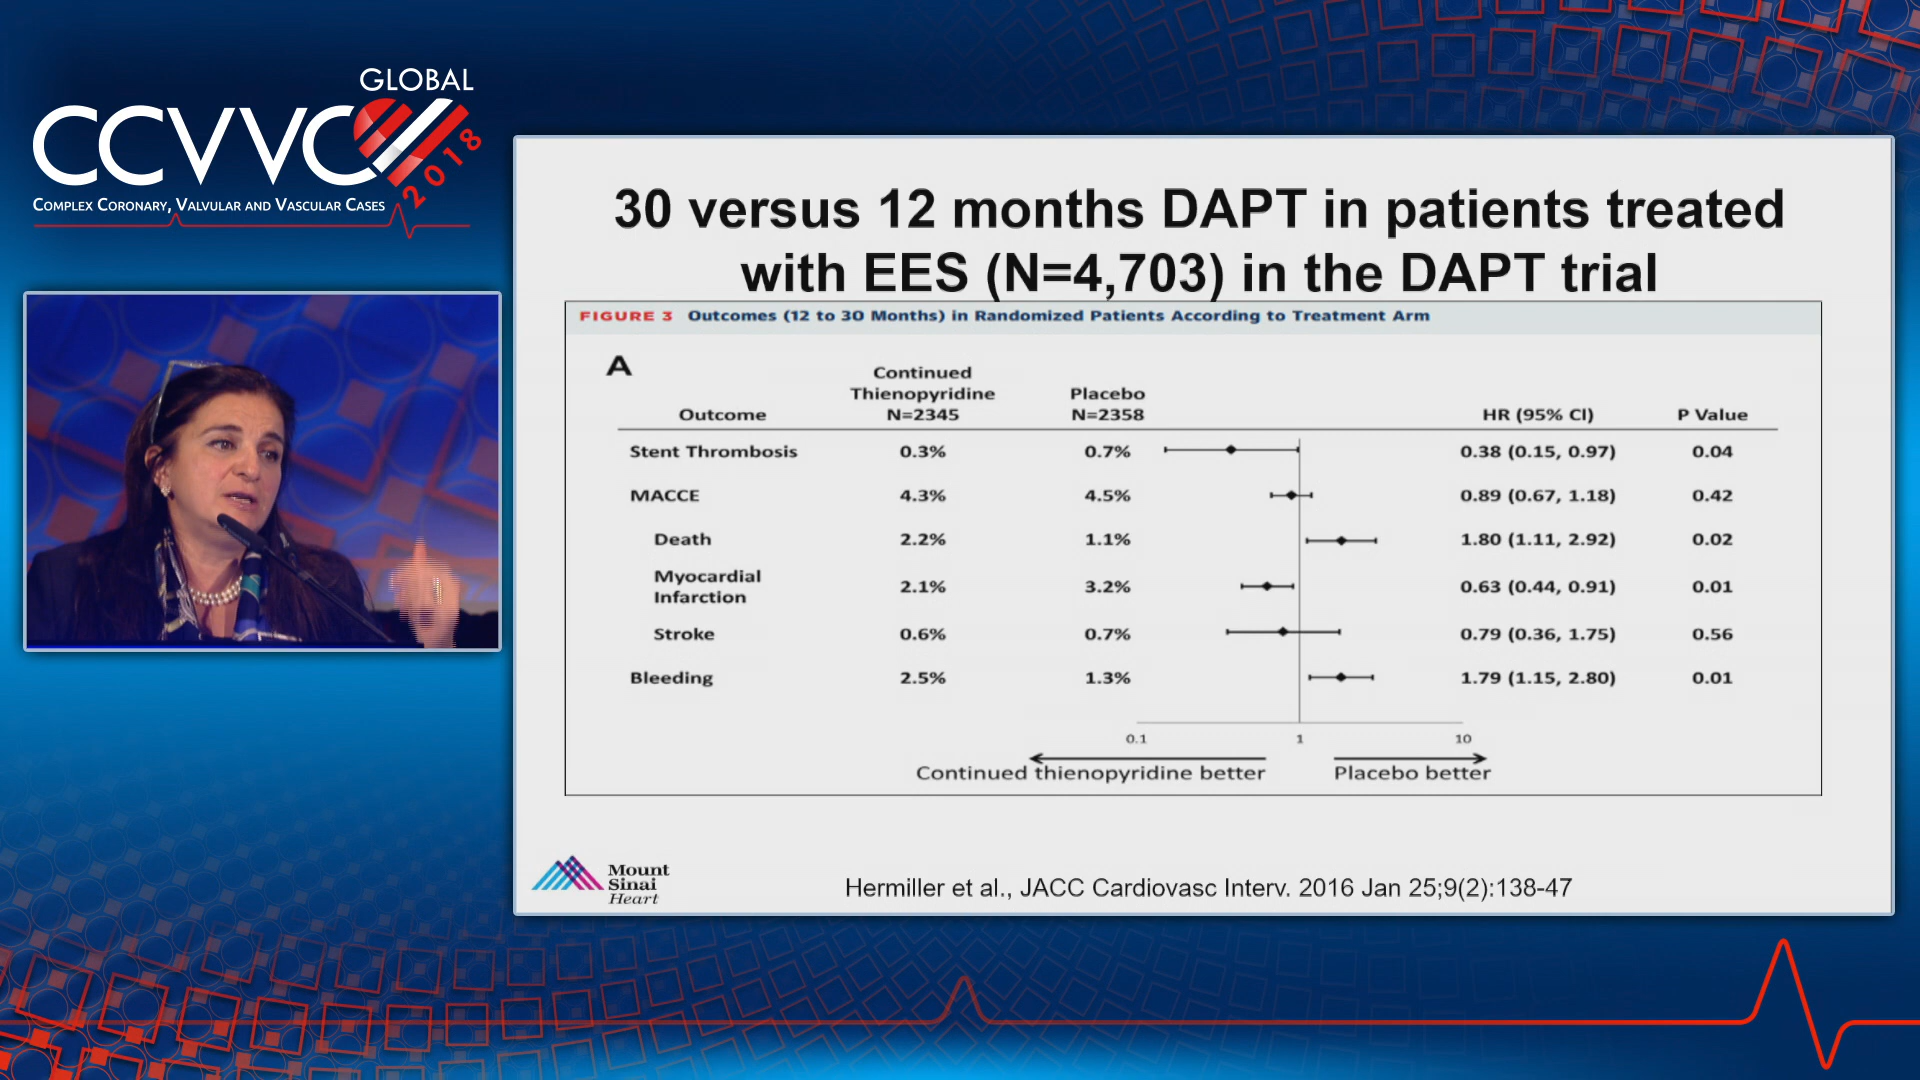 GLOBAL
CCVVC
2018
COMPLEX CORONARY, VALVULAR AND VASCULAR CASES
30 versus 12 months DAPT in patients treated
with EES (N=4,703) in the DAPT trial
FIGURE 3 Outcomes (12 to 30 Months) in Randomized Patients According to Treatment Arm
A
Continued
Thienopyridine Placebo
Outcome N=2345 N=2358 HR (95% CI) P Value
Stent Thrombosis 0.3% 0.7% 0.38 (0.15, 0.97) 0.04
MACCE 4.3% 4.5% 0.89 (0.67, 1.18) 0.42
Death 2.2% 1.1% 1.80 (1.11, 2.92) 0.02
Myocardial
Infarction 2.1% 3.2% 0.63 (0.44, 0.91) 0.01
Stroke 0.6% 0.7% 0.79 (0.36, 1.75) 0.56
Bleeding 2.5% 1.3% 1.79 (1.15, 2.80) 0.01
0.1 1 10
Continued thienopyridine better Placebo better
Mount
Sinai
Heart
Hermiller et al., JACC Cardiovasc Interv. 2016 Jan 25;9(2):138-47